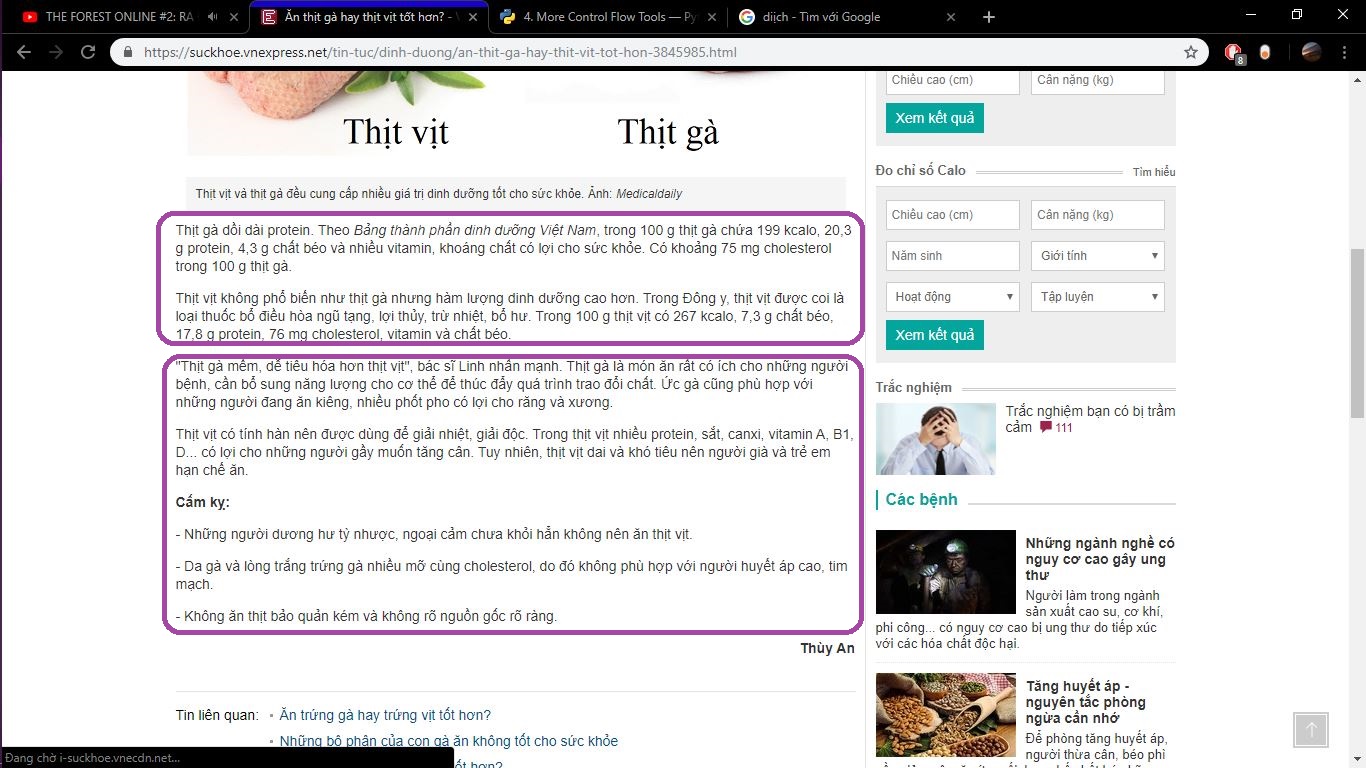 THE FOREST ONLINE #2: RA
Ăn thịt gà hay thịt vịt tốt hơn? -
4. More Control Flow Tools — Py
diịch - Tìm với Google
https://suckhoe.vnexpress.net/tin-tuc/dinh-duong/an-thit-ga-hay-thit-vit-tot-hon-3845985.html
8
Thịt vịt
Thịt gà
Thịt vịt và thịt gà đều cung cấp nhiều giá trị dinh dưỡng tốt cho sức khỏe. Ảnh: Medicaldaily
Thịt gà dồi dài protein. Theo Bảng thành phần dinh dưỡng Việt Nam, trong 100 g thịt gà chứa 199 kcalo, 20,3
g protein, 4,3 g chất béo và nhiều vitamin, khoáng chất có lợi cho sức khỏe. Có khoảng 75 mg cholesterol
trong 100 g thịt gà.
Thịt vịt không phổ biến như thịt gà nhưng hàm lượng dinh dưỡng cao hơn. Trong Đông y, thịt vịt được coi là
loại thuốc bổ điều hòa ngũ tạng, lợi thủy, trừ nhiệt, bổ hư. Trong 100 g thịt vịt có 267 kcalo, 7,3 g chất béo,
17,8 g protein, 76 mg cholesterol, vitamin và chất béo.
"Thịt gà mềm, dễ tiêu hóa hơn thịt vịt", bác sĩ Linh nhấn mạnh. Thịt gà là món ăn rất có ích cho những người
bệnh, cần bổ sung năng lượng cho cơ thể để thúc đẩy quá trình trao đổi chất. Ức gà cũng phù hợp với
những người đang ăn kiêng, nhiều phốt pho có lợi cho răng và xương.
Thịt vịt có tính hàn nên được dùng để giải nhiệt, giải độc. Trong thịt vịt nhiều protein, sắt, canxi, vitamin A, B1,
D... có lợi cho những người gầy muốn tăng cân. Tuy nhiên, thịt vịt dai và khó tiêu nên người già và trẻ em
hạn chế ăn.
Cấm kỵ:
- Những người dương hư tỳ nhược, ngoại cảm chưa khỏi hẳn không nên ăn thịt vịt.
- Da gà và lòng trắng trứng gà nhiều mỡ cùng cholesterol, do đó không phù hợp với người huyết áp cao, tim
mạch.
- Không ăn thịt bảo quản kém và không rõ nguồn gốc rõ ràng.
Thùy An
Tin liên quan:
Ăn trứng gà hay trứng vịt tốt hơn?
Những bộ phận của con gà ăn không tốt cho sức khỏe
tốt hơn?
Đang chờ i-suckhoe.vnecdn.net...
Chiều cao (cm)
Cân nặng (kg)
Xem kết quả
Đo chỉ số Calo
Tìm hiểu
Chiều cao (cm)
Cân nặng (kg)
Năm sinh
Giới tính
Hoạt động
Tập luyện
Xem kết quả
Trắc nghiệm
Trắc nghiệm bạn có bị trầm
cảm 111
Các bệnh
Những ngành nghề có
nguy cơ cao gây ung
thư
Người làm trong ngành
sản xuất cao su, cơ khí,
phi công... có nguy cơ cao bị ung thư do tiếp xúc
với các hóa chất độc hại.
Tăng huyết áp -
nguyên tắc phòng
ngừa cần nhớ
Để phòng tăng huyết áp,
người thừa cân, béo phì